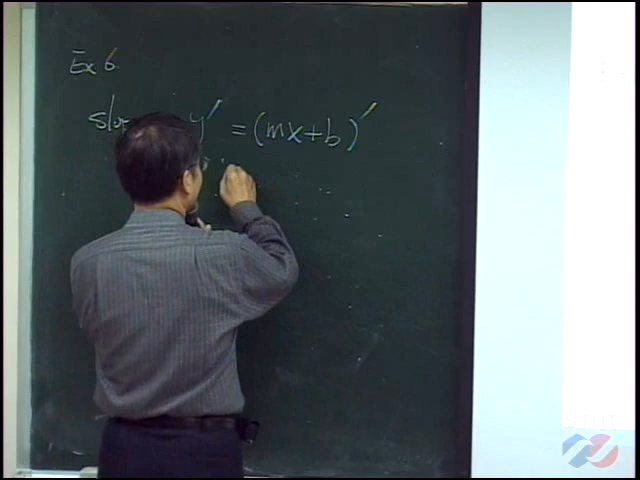 Ex 6.
y' = (mx+b)'